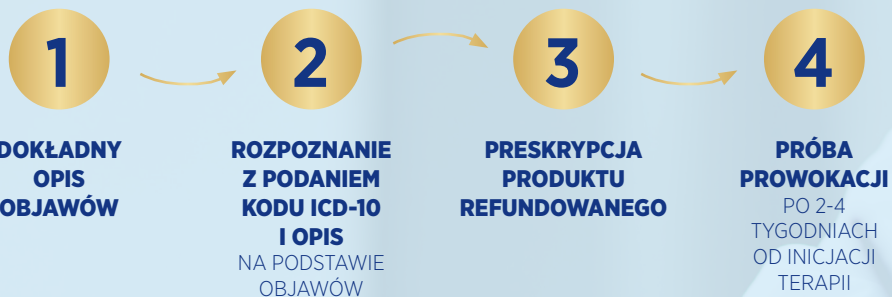 1
DOKŁADNY
OPIS
OBJAWÓW
2
ROZPOZNANIE
Z PODANIEM
KODU ICD-10
I OPIS
NA PODSTAWIE
OBJAWÓW
3
PRESKRYPCJA
PRODUKTU
REFUNDOWANEGO
4
PRÓBA
PROWOKACJI
PO 2-4
TYGODNIACH
OD INICJACJI
TERAPII